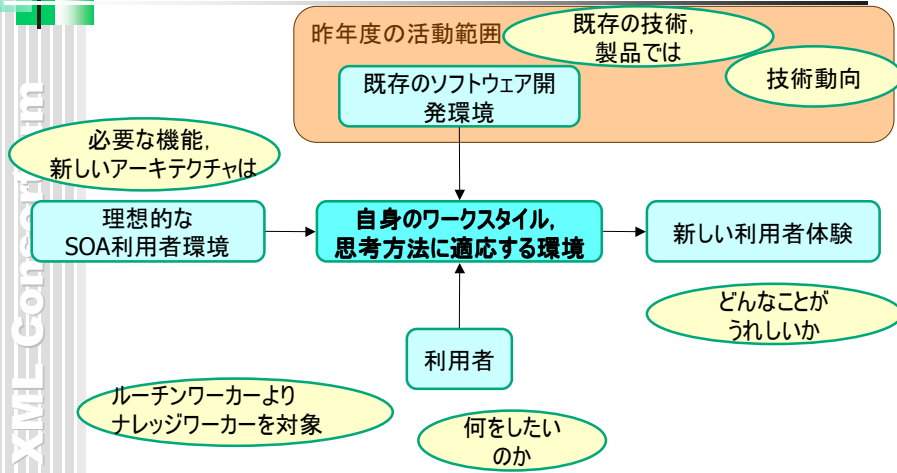 昨年度の活動範囲
既存の技術,
製品では
技術動向
既存のソフトウェア開
発環境
必要な機能,
新しいアーキテクチャは
理想的な
SOA利用者環境
自身のワークスタイル,
思考方法に適応する環境
新しい利用者体験
どんなことが
うれしいか
利用者
ルーチンワーカーより
ナレッジワーカーを対象
何をしたい
のか
XML Consortium